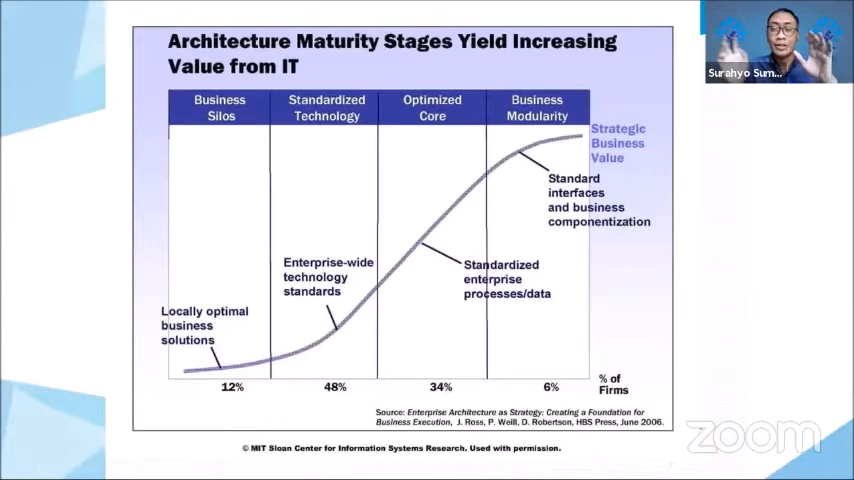 Architecture Maturity Stages Yield Increasing
Value from IT
Business
Silos
Standardized
Technology
Optimized
Core
Business
Modularity
Strategic
Business
Value
Standard
interfaces
and business
componentization
Enterprise-wide
technology
standards
Standardized
enterprise
processes/data
Locally optimal
business
solutions
12%
48%
34%
6%
% of
Firms
Source: Enterprise Architecture as Strategy: Creating a Foundation for
Business Execution, J. Ross, P. Weill, D. Robertson, HBS Press, June 2006.
© MIT Sloan Center for Information Systems Research. Used with permission.
Surahyo Sum...
zoom